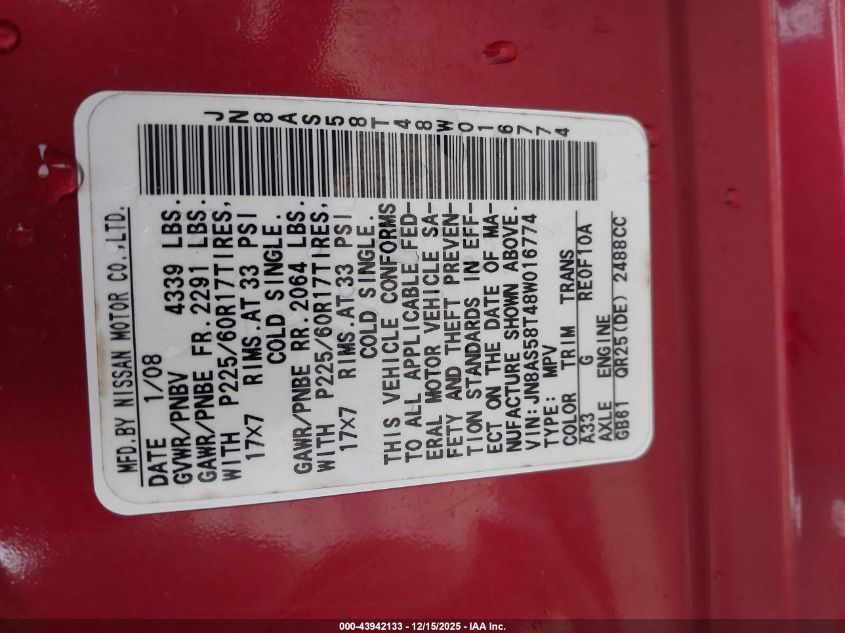 JN8AS58T48W016774
MFD.BY NISSAN MOTOR CO.,LTD.
DATE 1/08
GVWR/PNBV 4339 LBS.
GAWR/PNBE FR. 2291 LBS.
WITH P225/60R17TIRES,
17X7 RIMS.AT 33 PSI
COLD SINGLE.
GAWR/PNBE RR. 2064 LBS.
WITH P225/60R17TIRES,
17X7 RIMS.AT 33 PSI
COLD SINGLE.
THIS VEHICLE CONFORMS
TO ALL APPLICABLE FED-
ERAL MOTOR VEHICLE SA-
FETY AND THEFT PREVEN-
TION STANDARDS IN EFF-
ECT ON THE DATE OF MA-
NUFACTURE SHOWN ABOVE.
VIN:JN8AS58T48W016774
TYPE: MPV
COLOR TRIM TRANS
A33 G RE0F10A
AXLE ENGINE
GB61 QR25(DE) 2488CC
000-43942133 - 12/15/2025 - IAA Inc.